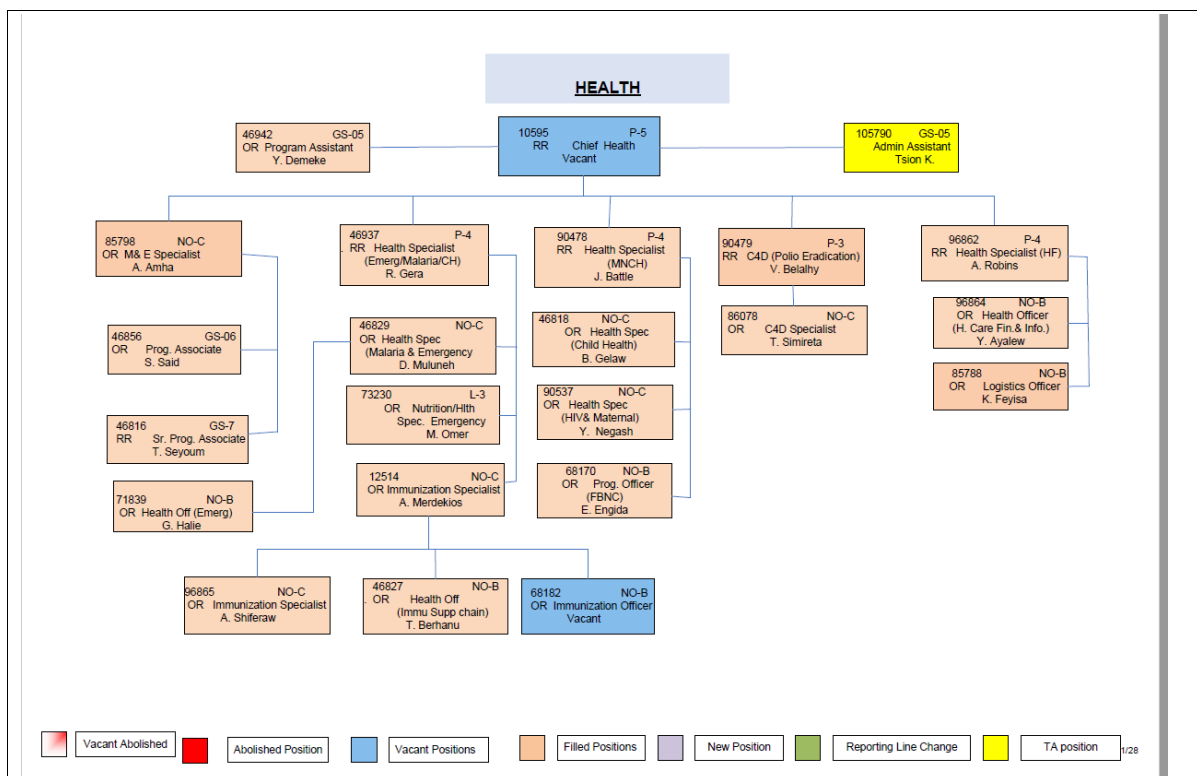 HEALTH
46942 GS-05
OR Program Assistant
Y. Demeke
10595 P-5
RR Chief Health
Vacant
105790 GS-05
Admin Assistant
Tsion K.
85798 NO-C
OR M& E Specialist
A. Amha
46937 P-4
. RR Health Specialist
(Emerg/Malaria/CH)
R. Gera
90478 P-4
RR Health Specialist
(MNCH)
J. Battle
90479 P-3
RR C4D (Polio Eradication)
V. Belalhy
96862 P-4
RR Health Specialist (HF)
A. Robins
46856 GS-06
OR Prog. Associate
S. Said
46829 NO-C
OR Health Spec
(Malaria & Emergency
D. Muluneh
46818 NO-C
OR Health Spec
(Child Health)
B. Gelaw
86078 NO-C
OR C4D Specialist
T. Simireta
96864 NO-B
OR Health Officer
(H. Care Fin.& Info.)
Y. Ayalew
73230 L-3
OR Nutrition/Hlth
Spec. Emergency
M. Omer
90537 NO-C
OR Health Spec
(HIV& Maternal)
Y. Negash
85788 NO-B
OR Logistics Officer
K. Feyisa
46816 GS-7
RR Sr. Prog. Associate
T. Seyoum
12514 NO-C
OR Immunization Specialist
A. Merdekios
68170 NO-B
OR Prog. Officer
(FBNC)
E. Engida
71839 NO-B
OR Health Off (Emerg)
G. Halie
96865 NO-C
OR Immunization Specialist
A. Shiferaw
46827 NO-B
. OR Health Off
(Immu Supp chain)
T. Berhanu
68182 NO-B
OR Immunization Officer
Vacant
Vacant Abolished
Abolished Position
Vacant Positions
Filled Positions
New Position
Reporting Line Change
TA position
1/28